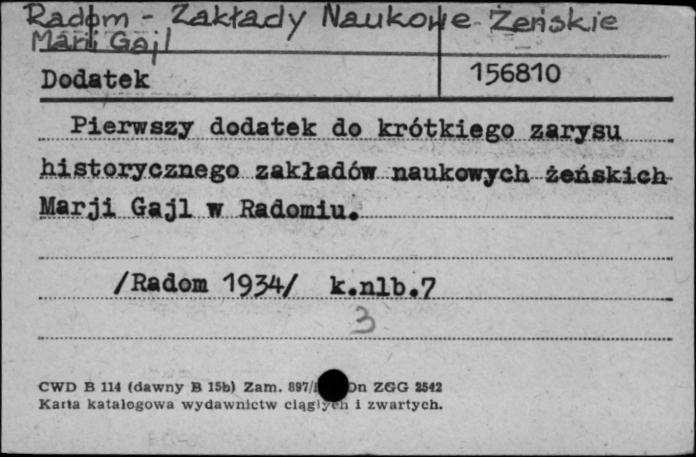 Radom - Zakłady Naukowe Żeńskie
Marii Gajl
Dodatek 156810
Pierwszy dodatek do krótkiego zarysu
historycznego zakładów naukowych żeńskich
Marji Gajl w Radomiu.
/Radom 1934/ k.nlb.7
3
CWD B 114 (dawny B 15b) Zam. 897/ Dn ZGG 2542
Karta katalogowa wydawnictw ciągłych i zwartych.